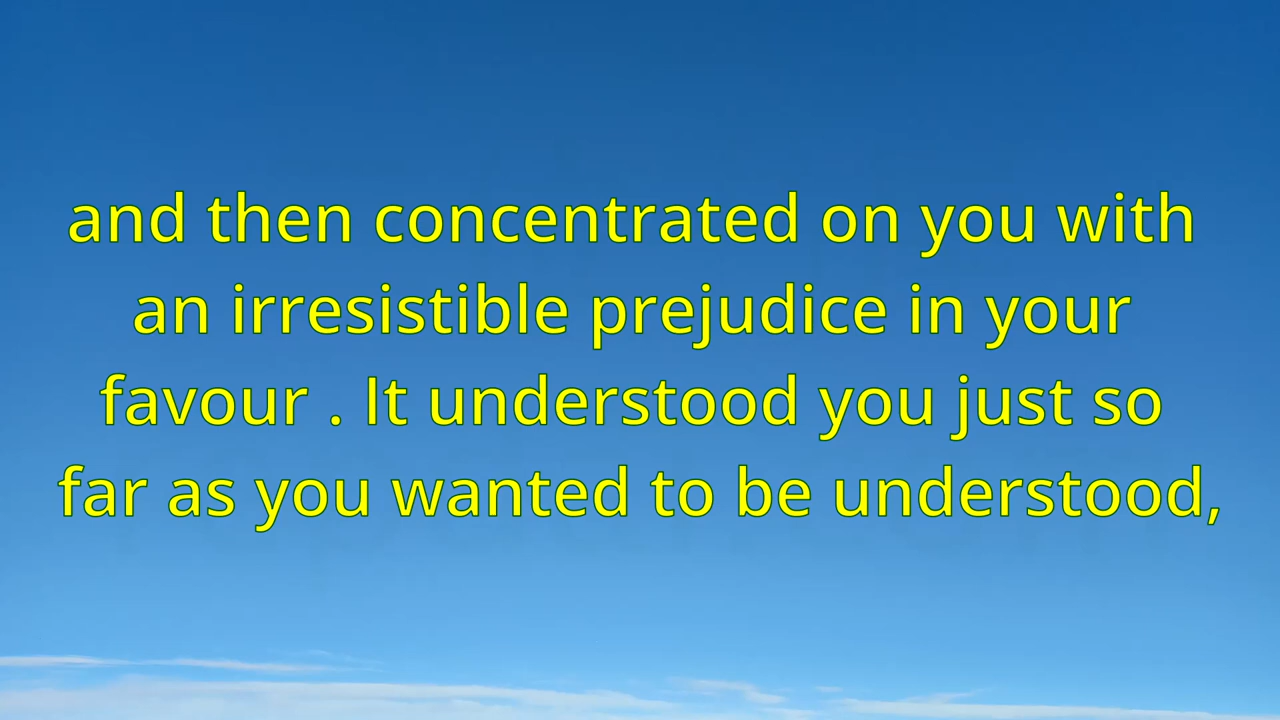 and then concentrated on you with
an irresistible prejudice in your
favour . It understood you just so
far as you wanted to be understood,